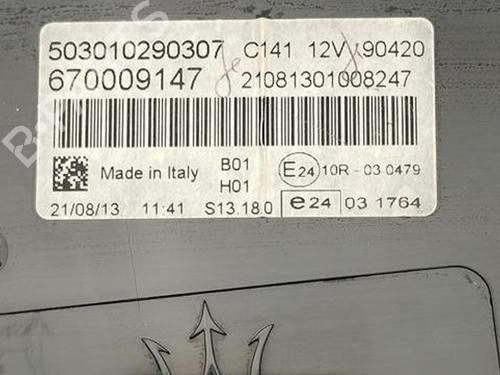 503010290307 C141 12V 90420
670009147 21081301008247
Made in Italy B01 H01 E24 10R - 03 0479
21/08/13 11:41 S13.18.0 e24 03 1764